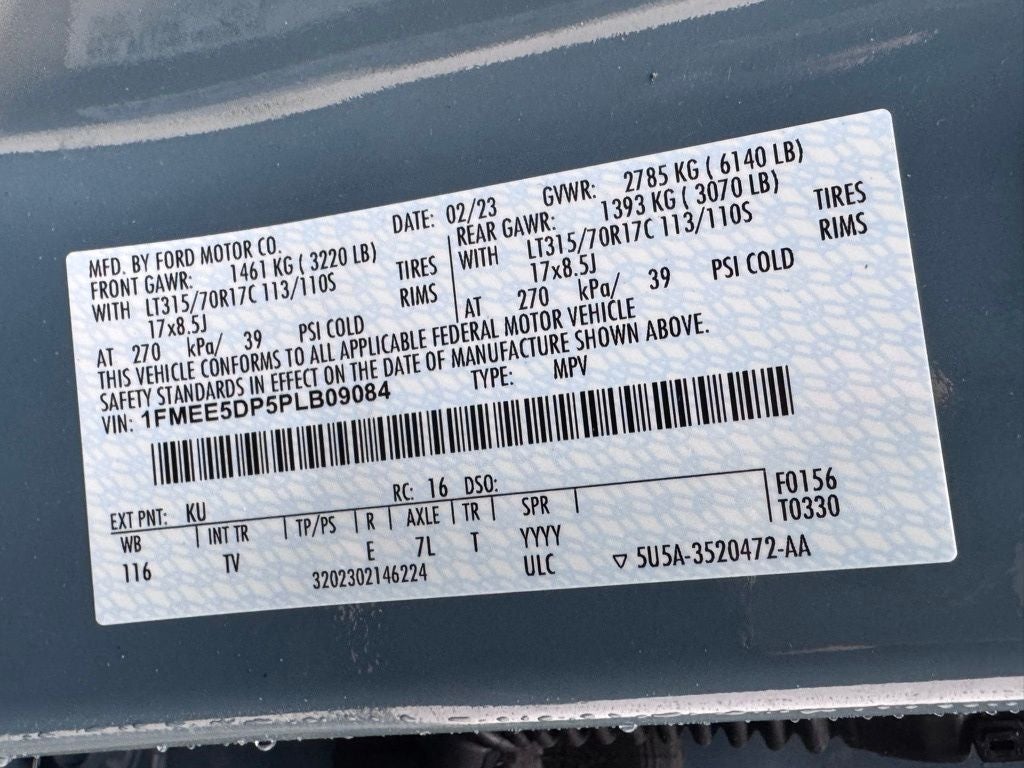 MFD. BY FORD MOTOR CO. DATE: 02/23 GVWR: 2785 KG ( 6140 LB)
FRONT GAWR: 1461 KG ( 3220 LB) REAR GAWR: 1393 KG ( 3070 LB)
WITH LT315/70R17C 113/110S TIRES WITH LT315/70R17C 113/110S TIRES
17x8.5J RIMS 17x8.5J RIMS
AT 270 kPa/ 39 PSI COLD AT 270 kPa/ 39 PSI COLD
THIS VEHICLE CONFORMS TO ALL APPLICABLE FEDERAL MOTOR VEHICLE
SAFETY STANDARDS IN EFFECT ON THE DATE OF MANUFACTURE SHOWN ABOVE.
VIN: 1FMEE5DP5PLB09084 TYPE: MPV
EXT PNT: KU RC: 16 DSO: F0156
WB INT TR TP/PS R AXLE TR SPR T0330
116 TV E 7L T YYYY
3202302146224 ULC 5U5A-3520472-AA